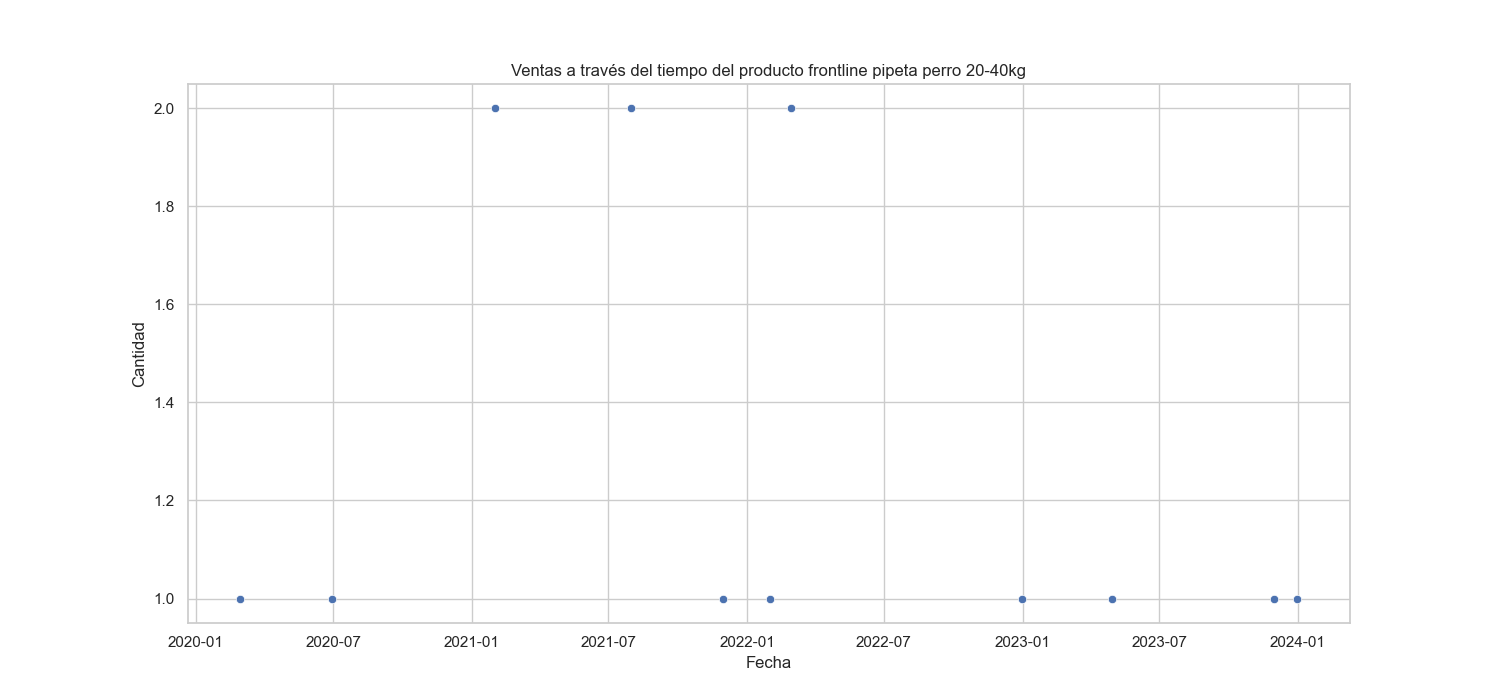 Ventas a través del tiempo del producto frontline pipeta perro 20-40kg
2.0
1.8
1.6
1.4
1.2
1.0
Cantidad
2020-01 2020-07 2021-01 2021-07 2022-01 2022-07 2023-01 2023-07 2024-01
Fecha